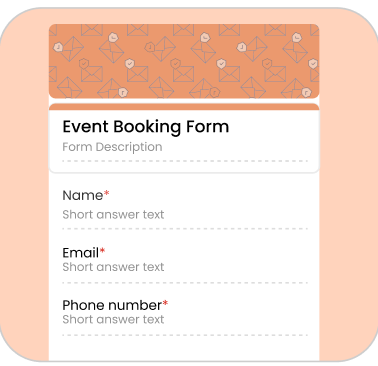 Event Booking Form
Form Description
Name*
Short answer text
Email*
Short answer text
Phone number*
Short answer text